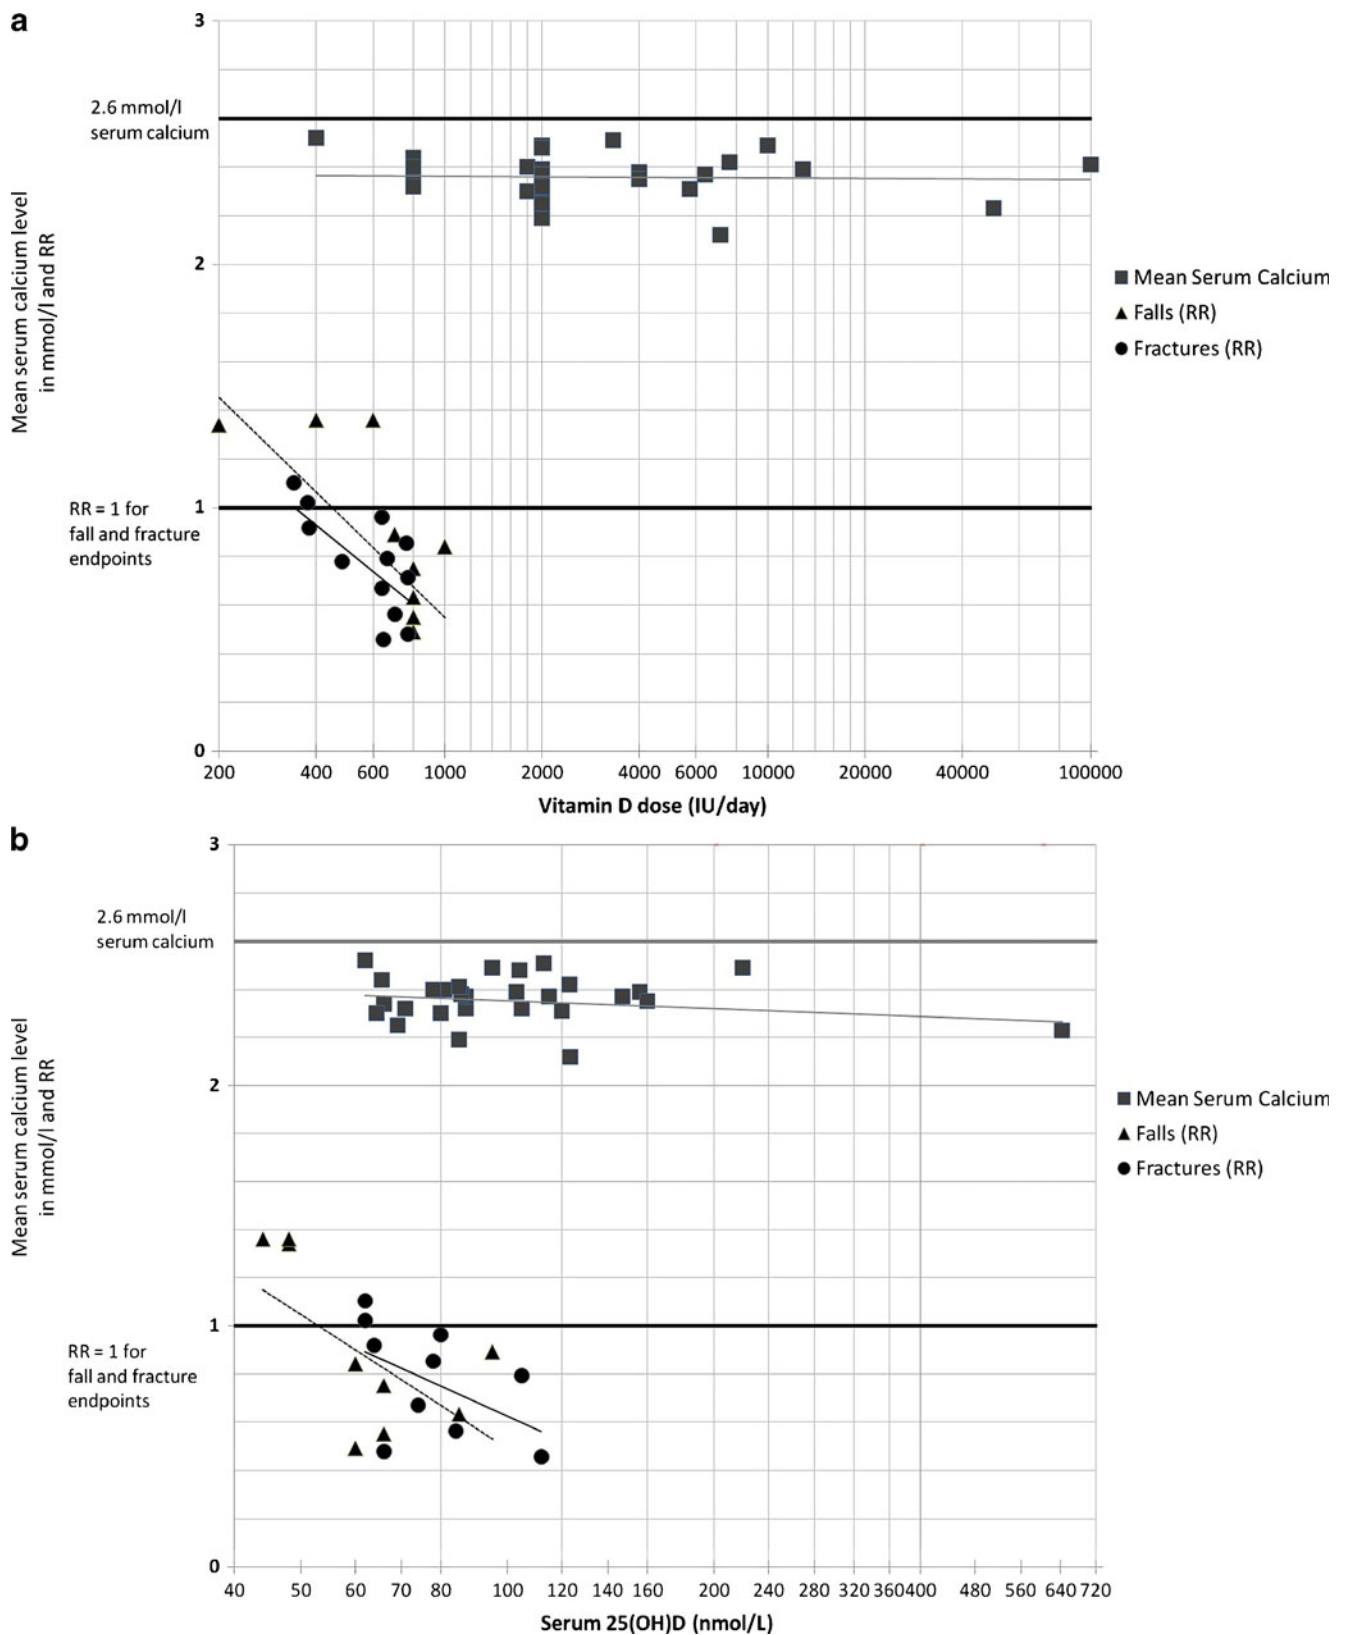 a
3
2.6 mmol/l
serum calcium
2
Mean serum calcium level
in mmol/l and RR
Mean Serum Calcium
Falls (RR)
Fractures (RR)
1
RR = 1 for
fall and fracture
endpoints
0
200 400 600 1000 2000 4000 6000 10000 20000 40000 100000
Vitamin D dose (IU/day)
b
3
2.6 mmol/l
serum calcium
2
Mean serum calcium level
in mmol/l and RR
Mean Serum Calcium
Falls (RR)
Fractures (RR)
1
RR = 1 for
fall and fracture
endpoints
0
40 50 60 70 80 100 120 140 160 200 240 280 320 360 400 480 560 640 720
Serum 25(OH)D (nmol/L)